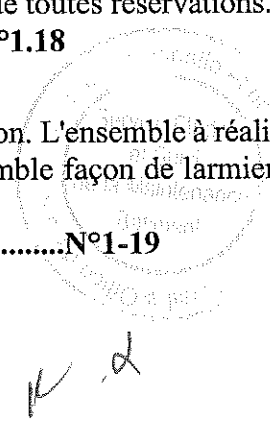 e toutes réservations.
°1.18
on. L'ensemble à réali
mble façon de larmier
.........N°1-19